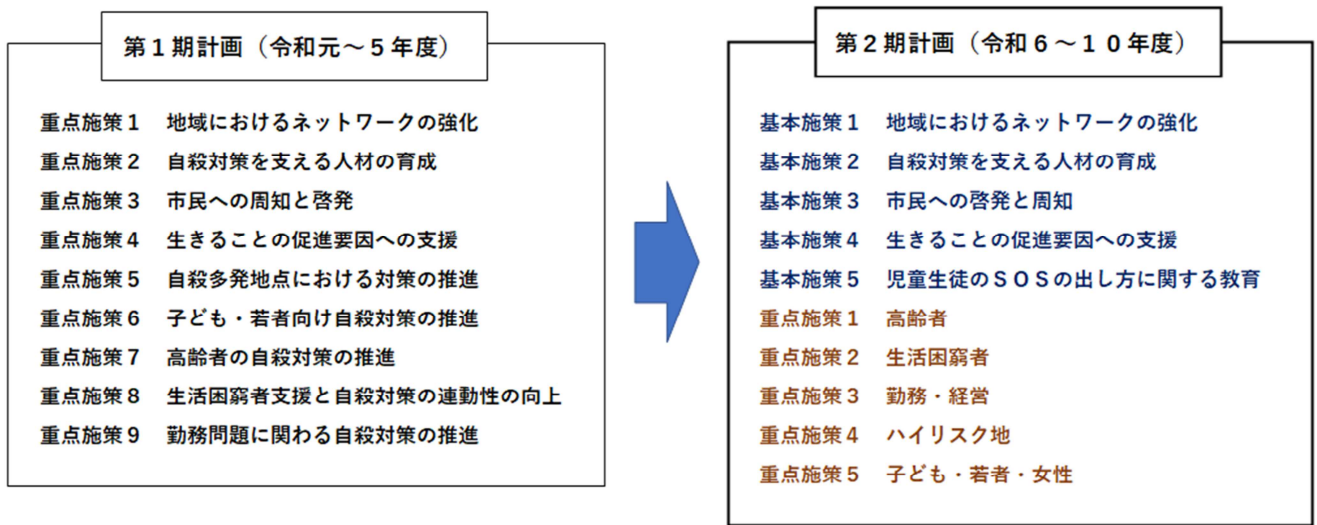 第1期計画（令和元～5年度）
重点施策1　地域におけるネットワークの強化
重点施策2　自殺対策を支える人材の育成
重点施策3　市民への周知と啓発
重点施策4　生きることの促進要因への支援
重点施策5　自殺多発地点における対策の推進
重点施策6　子ども・若者向け自殺対策の推進
重点施策7　高齢者の自殺対策の推進
重点施策8　生活困窮者支援と自殺対策の連動性の向上
重点施策9　勤務問題に関わる自殺対策の推進
第2期計画（令和6～10年度）
基本施策1　地域におけるネットワークの強化
基本施策2　自殺対策を支える人材の育成
基本施策3　市民への啓発と周知
基本施策4　生きることの促進要因への支援
基本施策5　児童生徒のSOSの出し方に関する教育
重点施策1　高齢者
重点施策2　生活困窮者
重点施策3　勤務・経営
重点施策4　ハイリスク地
重点施策5　子ども・若者・女性